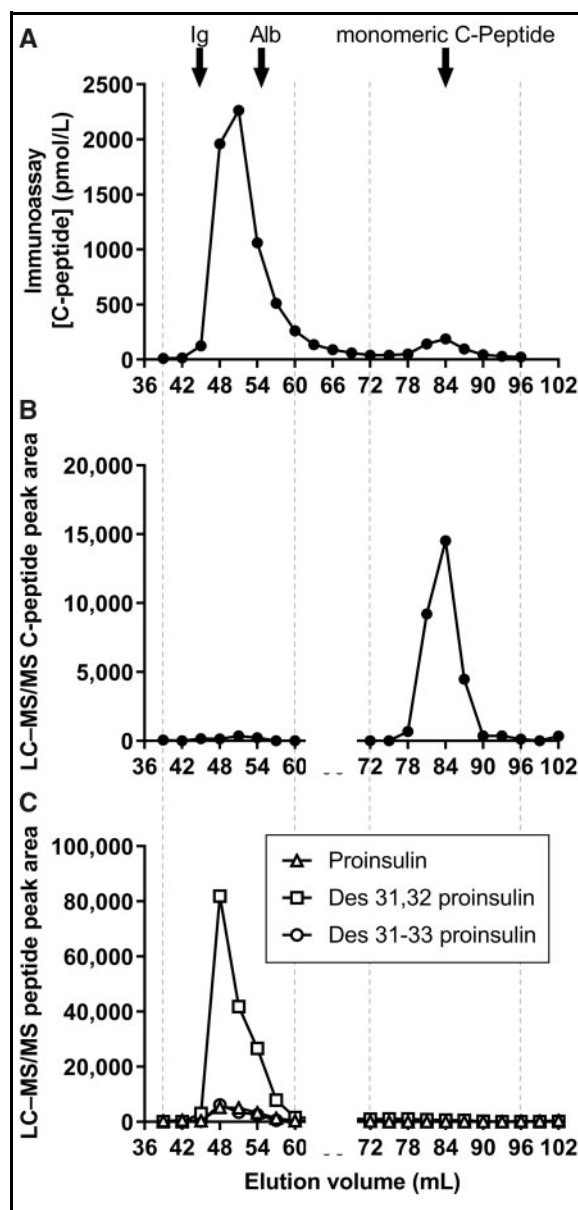 A
Ig Alb monomeric C-Peptide
Immunoassay
[C-peptide] (pmol/L)
2500
2000
1500
1000
500
0
36 42 48 54 60 66 72 78 84 90 96 102
B
LC–MS/MS C-peptide peak area
20,000
15,000
10,000
5,000
0
36 42 48 54 60 72 78 84 90 96 102
C
LC–MS/MS peptide peak area
100,000
80,000
60,000
40,000
20,000
0
Proinsulin
Des 31,32 proinsulin
Des 31-33 proinsulin
36 42 48 54 60 72 78 84 90 96 102
Elution volume (mL)